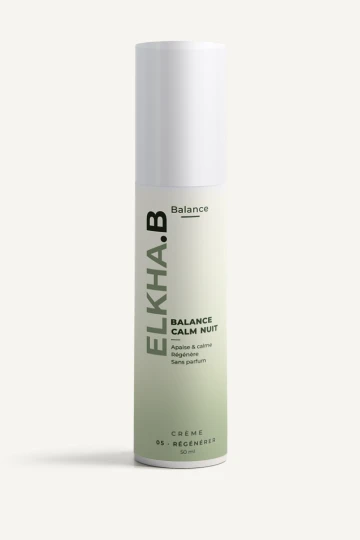 ELKHA.B
Balance
BALANCE
CALM NUIT
Apaise & calme
Régénère
Sans parfum
CRÈME
05 - RÉGÉNÉRER
50 ml